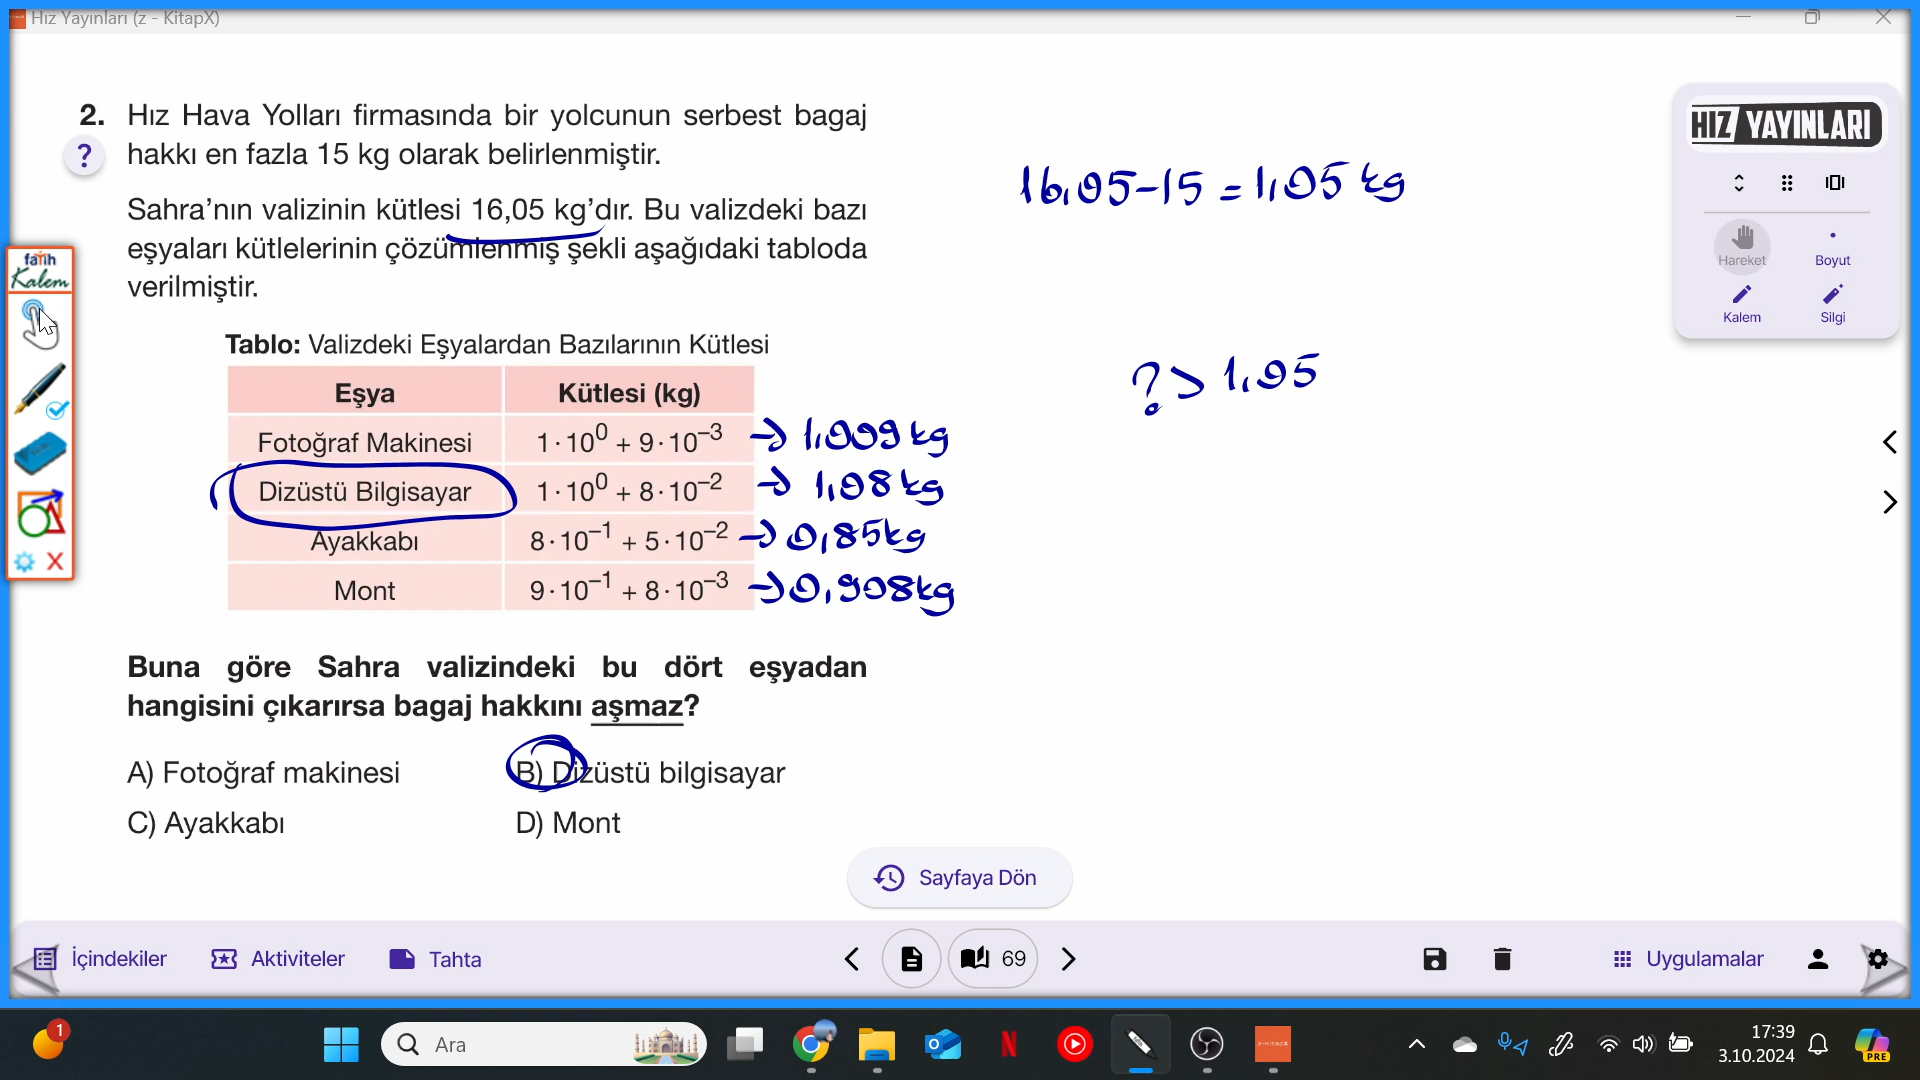 Hız Yayınları (z - KitapX)
2. Hız Hava Yolları firmasında bir yolcunun serbest bagaj
hakkı en fazla 15 kg olarak belirlenmiştir.
?
Sahra’nın valizinin kütlesi 16,05 kg’dır. Bu valizdeki bazı
eşyaları kütlelerinin çözümlenmiş şekli aşağıdaki tabloda
verilmiştir.
16,05-15 = 1,05 kg
? > 1,05
Tablo: Valizdeki Eşyalardan Bazılarının Kütlesi
Eşya Kütlesi (kg)
Fotoğraf Makinesi 1·10⁰ + 9·10⁻³ → 1,009 kg
Dizüstü Bilgisayar 1·10⁰ + 8·10⁻² → 1,08 kg
Ayakkabı 8·10⁻¹ + 5·10⁻² → 0,85 kg
Mont 9·10⁻¹ + 8·10⁻³ → 0,908 kg
Buna göre Sahra valizindeki bu dört eşyadan
hangisini çıkarırsa bagaj hakkını aşmaz?
A) Fotoğraf makinesi B) Dizüstü bilgisayar
C) Ayakkabı D) Mont
fatih
Kalem
HIZ YAYINLARI
Hareket Boyut
Kalem Silgi
Sayfaya Dön
İçindekiler Aktiviteler Tahta 69 Uygulamalar
1 Ara z-KitapX PRE
17:39
3.10.2024